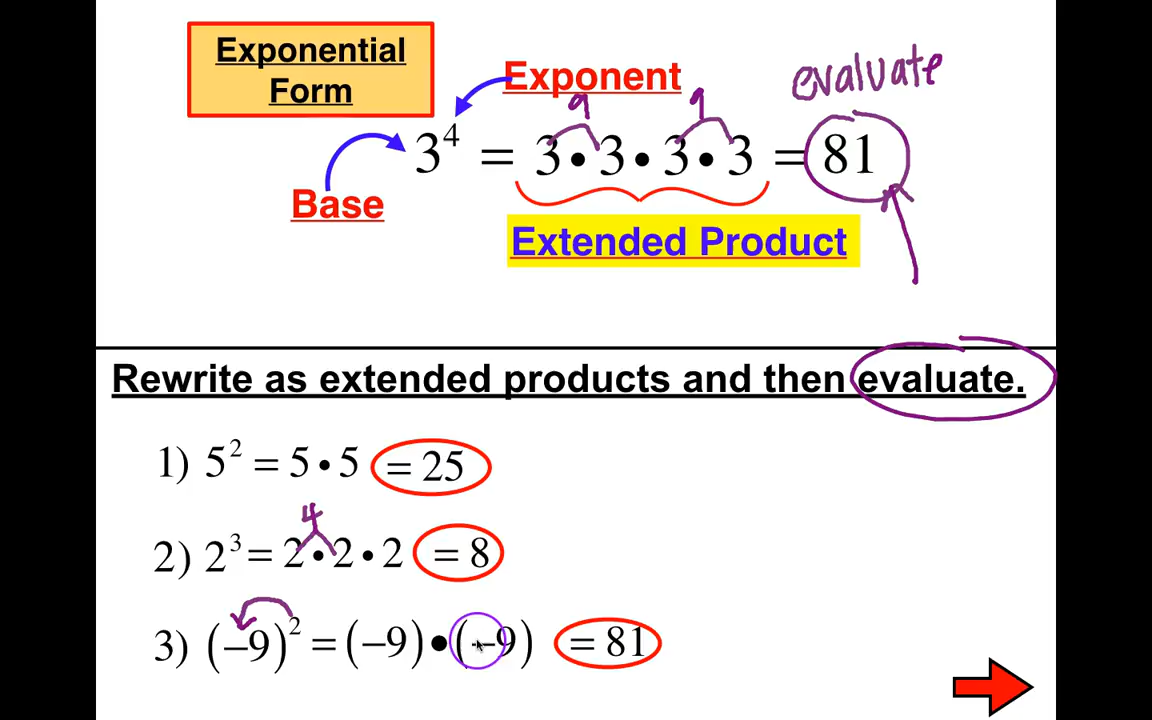 Exponential
Form
Exponent
evaluate
9 9
3⁴ = 3 • 3 • 3 • 3 = 81
Base
Extended Product
Rewrite as extended products and then evaluate.
1) 5² = 5 • 5 = 25
4
2) 2³ = 2 • 2 • 2 = 8
3) (–9)² = (–9) • (–9) = 81